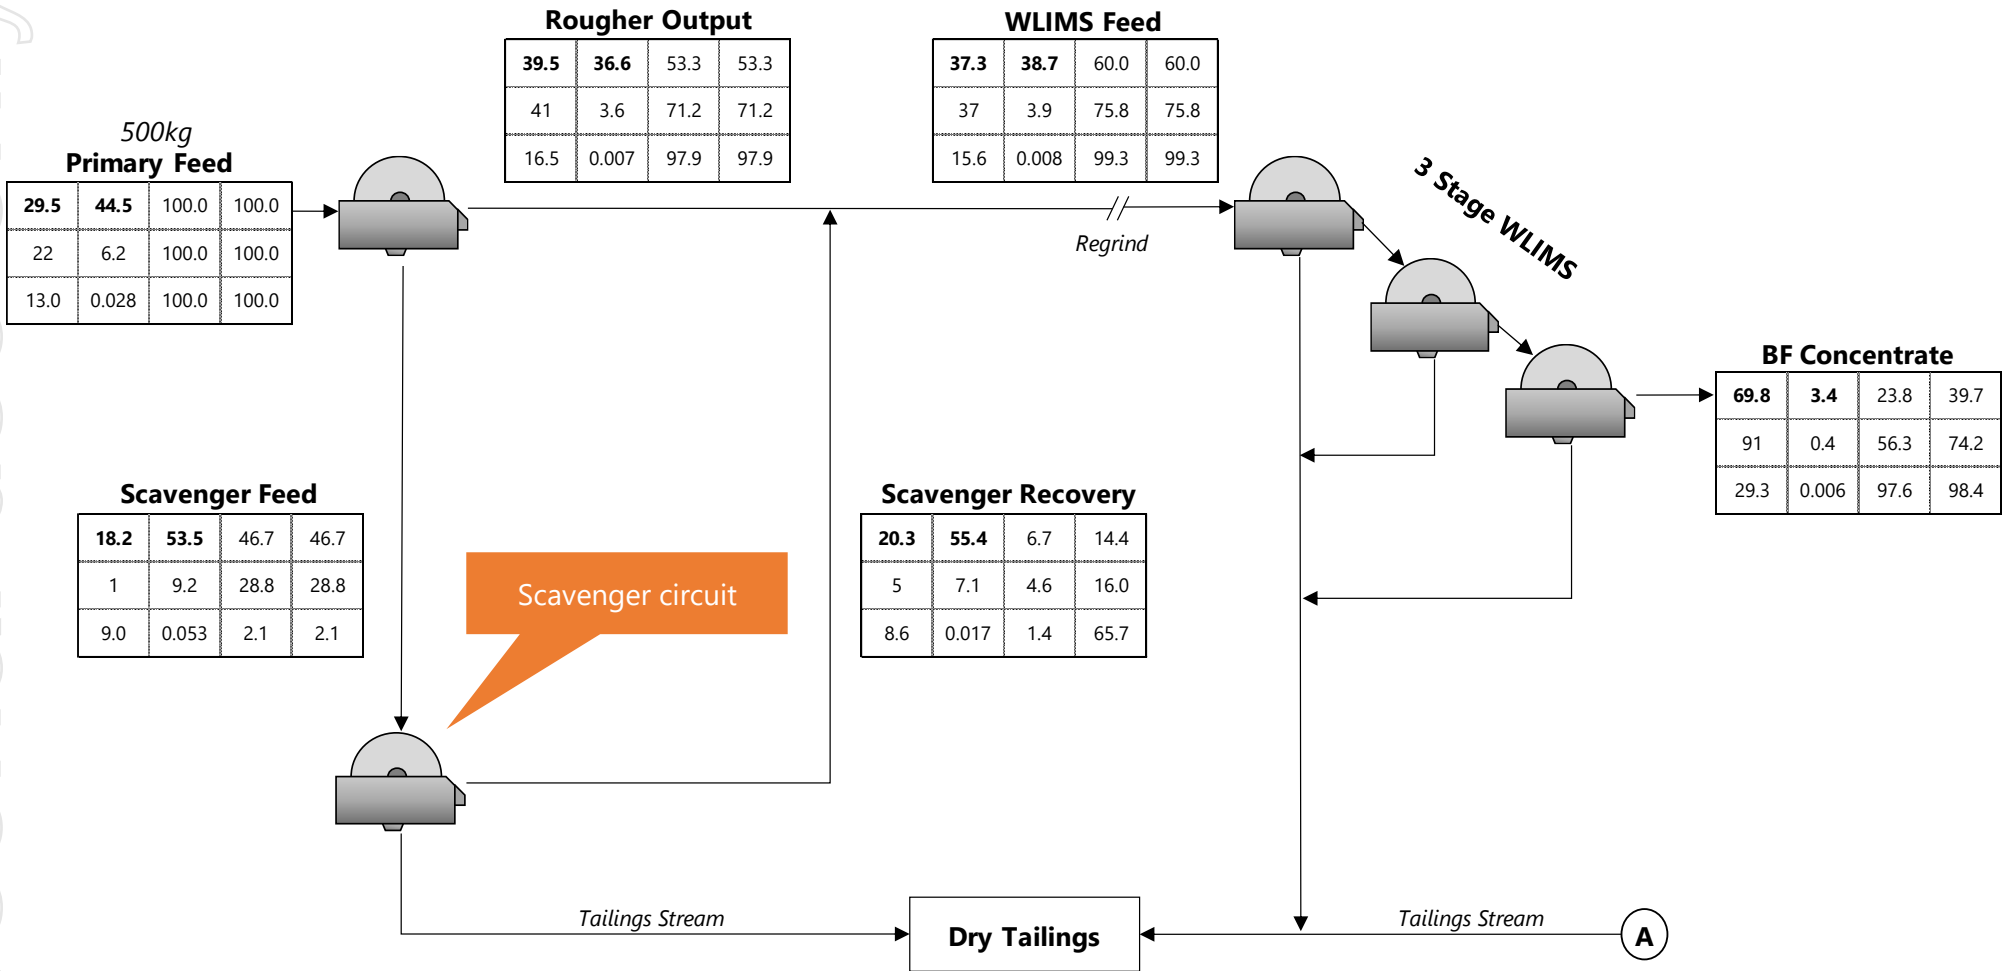 Rougher Output
39.5 36.6 53.3 53.3
41 3.6 71.2 71.2
16.5 0.007 97.9 97.9
WLIMS Feed
37.3 38.7 60.0 60.0
37 3.9 75.8 75.8
15.6 0.008 99.3 99.3
500kg
Primary Feed
29.5 44.5 100.0 100.0
22 6.2 100.0 100.0
13.0 0.028 100.0 100.0
Regrind
3 Stage WLIMS
BF Concentrate
69.8 3.4 23.8 39.7
91 0.4 56.3 74.2
29.3 0.006 97.6 98.4
Scavenger Feed
18.2 53.5 46.7 46.7
1 9.2 28.8 28.8
9.0 0.053 2.1 2.1
Scavenger circuit
Scavenger Recovery
20.3 55.4 6.7 14.4
5 7.1 4.6 16.0
8.6 0.017 1.4 65.7
Tailings Stream
Dry Tailings
Tailings Stream
A